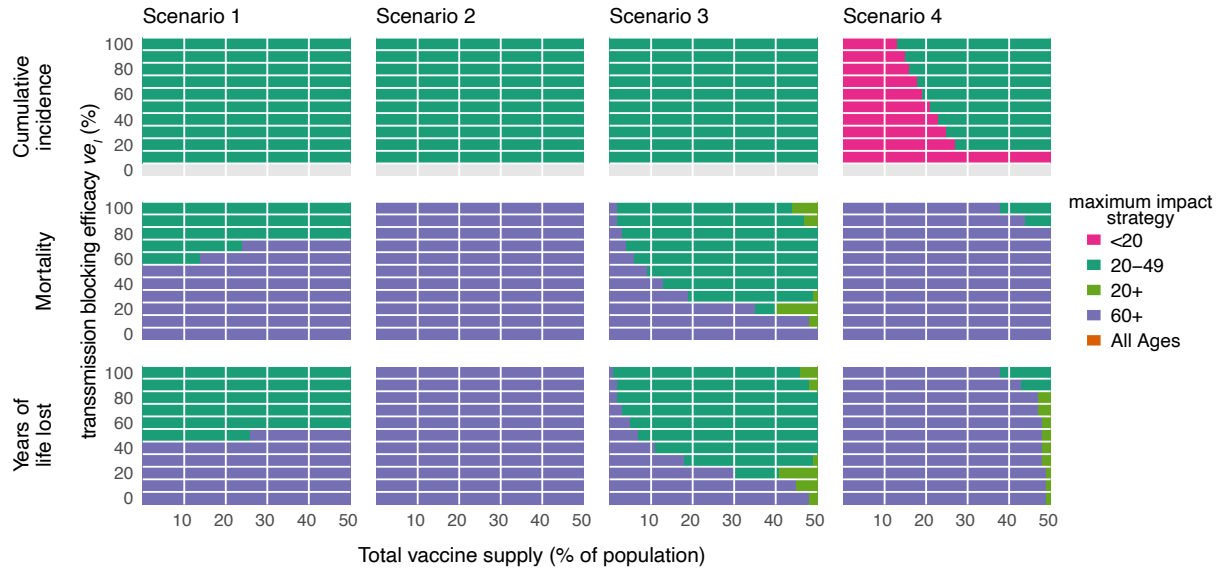 Scenario 1 Scenario 2 Scenario 3 Scenario 4
Cumulative
incidence
Mortality
Years of
life lost
transsmission blocking efficacy veI (%)
100
80
60
40
20
0
100
80
60
40
20
0
100
80
60
40
20
0
10 20 30 40 50 10 20 30 40 50 10 20 30 40 50 10 20 30 40 50
Total vaccine supply (% of population)
maximum impact
strategy
<20
20−49
20+
60+
All Ages